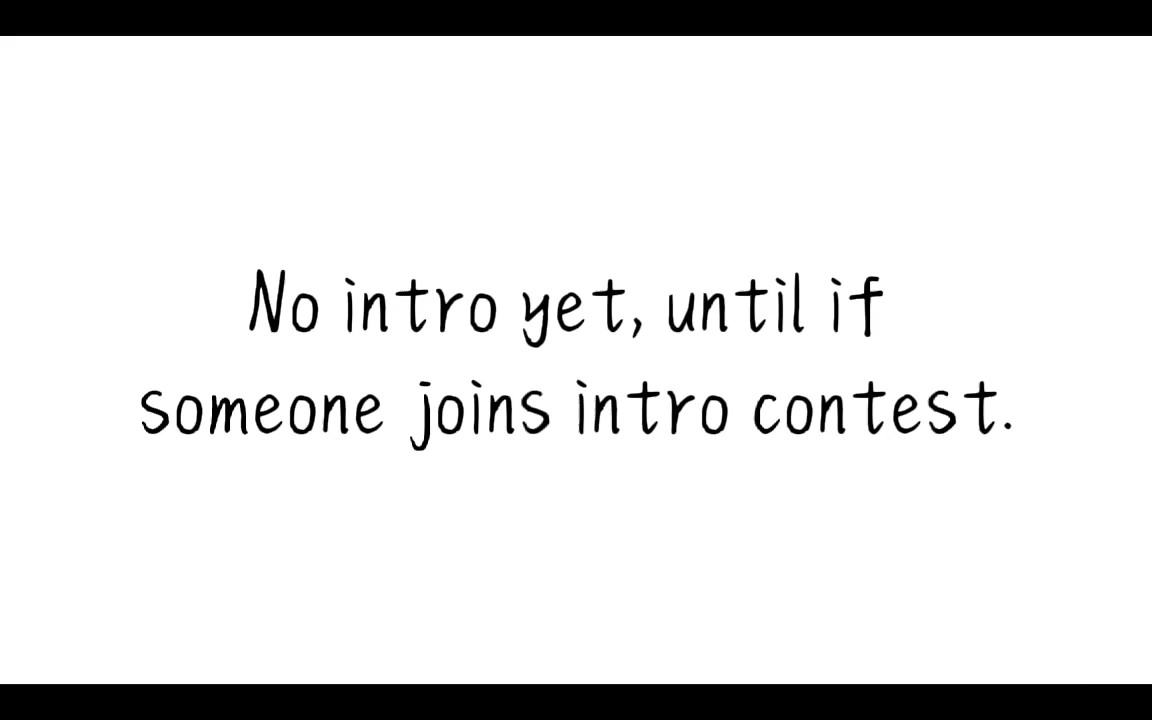 No intro yet, until if
someone joins intro contest.